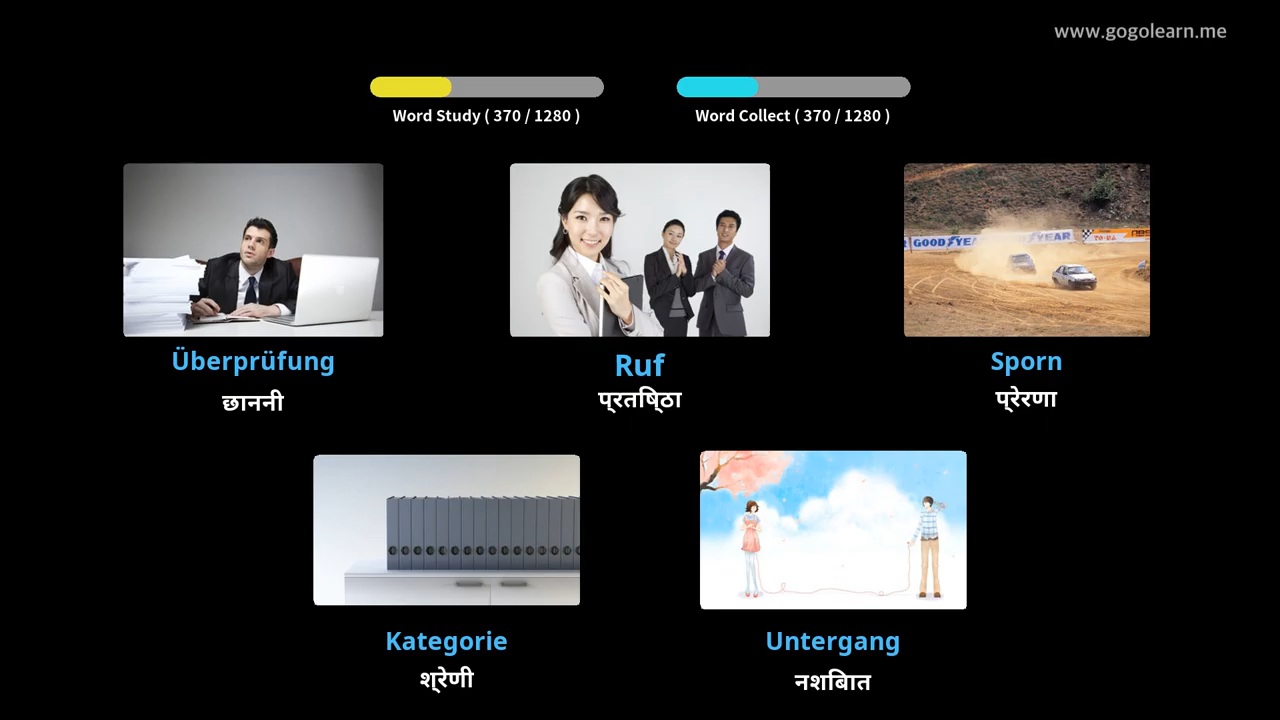 www.gogolearn.me
Word Study ( 370 / 1280 )
Word Collect ( 370 / 1280 )
Überprüfung
छाननी
Ruf
प्रतिष्ठा
Sporn
प्रेरणा
Kategorie
श्रेणी
Untergang
नशिबात